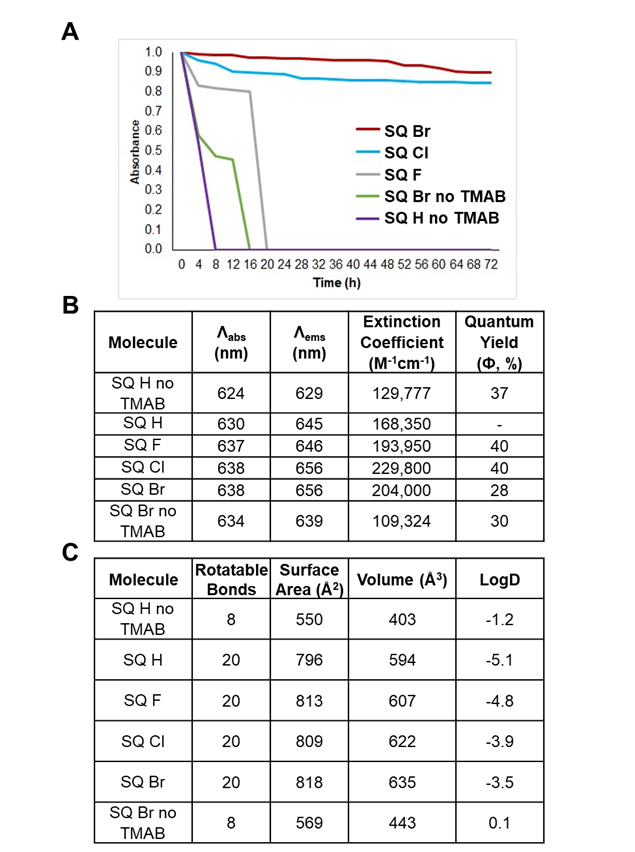 A
1.0
0.9
0.8
0.7
0.6
0.5
0.4
0.3
0.2
0.1
0.0
Absorbance
SQ Br
SQ Cl
SQ F
SQ Br no TMAB
SQ H no TMAB
0 4 8 12 16 20 24 28 32 36 40 44 48 52 56 60 64 68 72
Time (h)
B
Molecule Λabs (nm) Λems (nm) Extinction Coefficient (M-1cm-1) Quantum Yield (Φ, %)
SQ H no TMAB 624 629 129,777 37
SQ H 630 645 168,350 -
SQ F 637 646 193,950 40
SQ Cl 638 656 229,800 40
SQ Br 638 656 204,000 28
SQ Br no TMAB 634 639 109,324 30
C
Molecule Rotatable Bonds Surface Area (Å2) Volume (Å3) LogD
SQ H no TMAB 8 550 403 -1.2
SQ H 20 796 594 -5.1
SQ F 20 813 607 -4.8
SQ Cl 20 809 622 -3.9
SQ Br 20 818 635 -3.5
SQ Br no TMAB 8 569 443 0.1